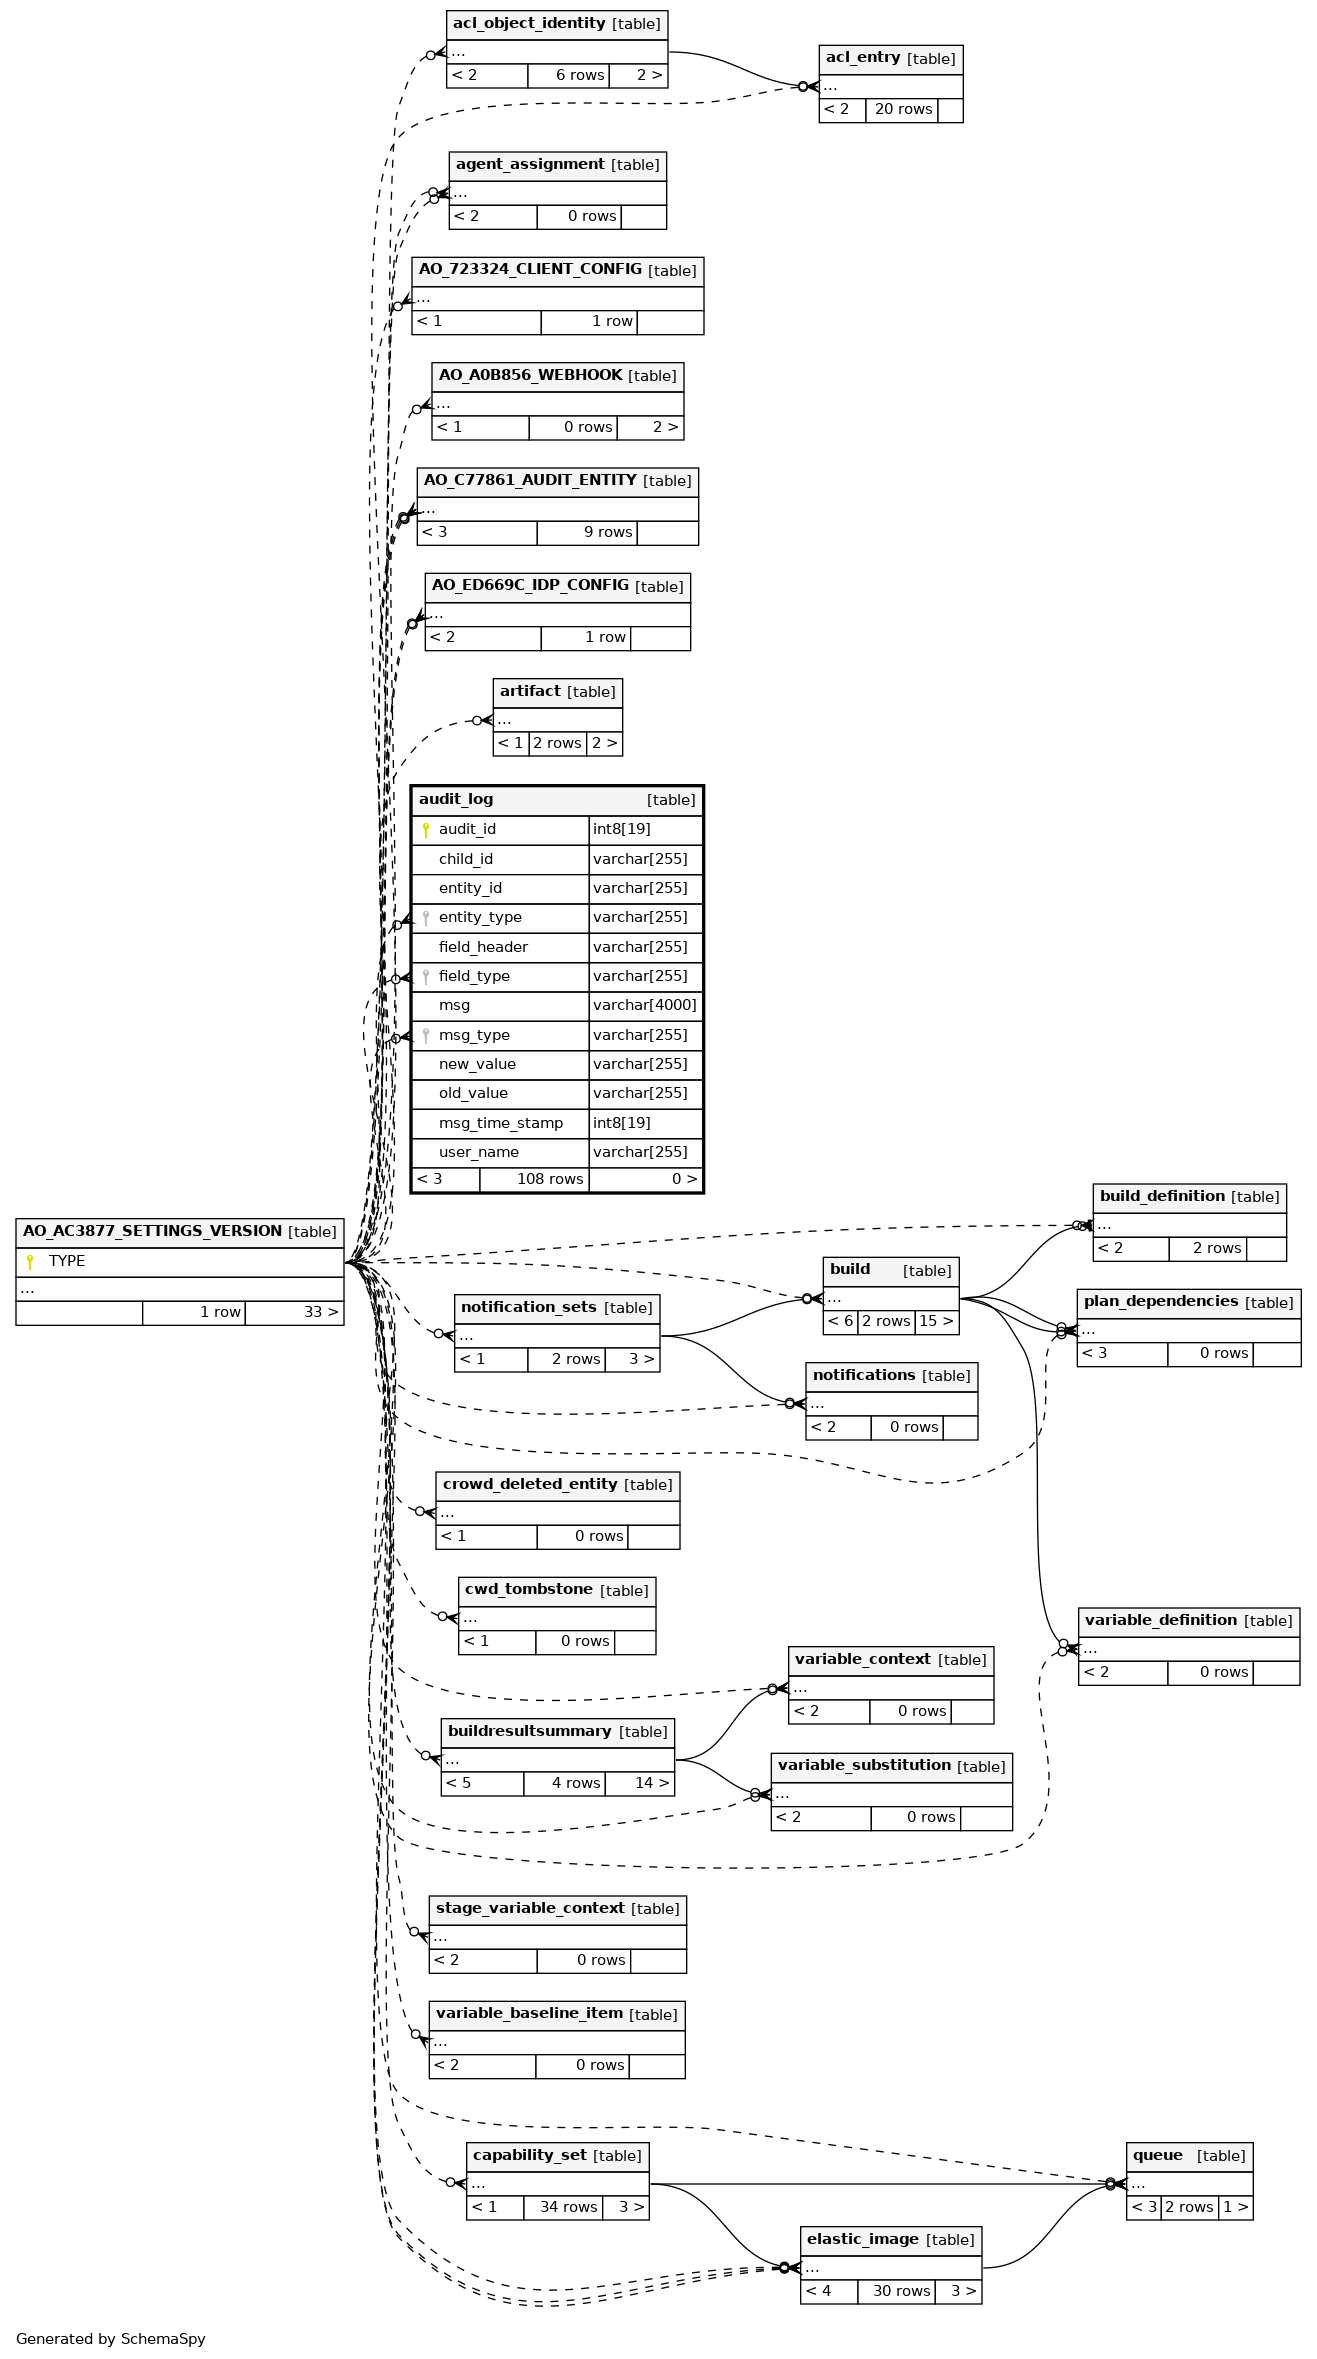 acl_object_identity [table]
...
< 2 6 rows 2 >
acl_entry [table]
...
< 2 20 rows
agent_assignment [table]
...
< 2 0 rows
AO_723324_CLIENT_CONFIG [table]
...
< 1 1 row
AO_A0B856_WEBHOOK [table]
...
< 1 0 rows 2 >
AO_C77861_AUDIT_ENTITY [table]
...
< 3 9 rows
AO_ED669C_IDP_CONFIG [table]
...
< 2 1 row
artifact [table]
...
< 1 2 rows 2 >
audit_log [table]
audit_id int8[19]
child_id varchar[255]
entity_id varchar[255]
entity_type varchar[255]
field_header varchar[255]
field_type varchar[255]
msg varchar[4000]
msg_type varchar[255]
new_value varchar[255]
old_value varchar[255]
msg_time_stamp int8[19]
user_name varchar[255]
< 3 108 rows 0 >
AO_AC3877_SETTINGS_VERSION [table]
TYPE
...
1 row 33 >
build_definition [table]
...
< 2 2 rows
build [table]
...
< 6 2 rows 15 >
plan_dependencies [table]
...
< 3 0 rows
notification_sets [table]
...
< 1 2 rows 3 >
notifications [table]
...
< 2 0 rows
crowd_deleted_entity [table]
...
< 1 0 rows
cwd_tombstone [table]
...
< 1 0 rows
variable_definition [table]
...
< 2 0 rows
variable_context [table]
...
< 2 0 rows
buildresultsummary [table]
...
< 5 4 rows 14 >
variable_substitution [table]
...
< 2 0 rows
stage_variable_context [table]
...
< 2 0 rows
variable_baseline_item [table]
...
< 2 0 rows
capability_set [table]
...
< 1 34 rows 3 >
queue [table]
...
< 3 2 rows 1 >
elastic_image [table]
...
< 4 30 rows 3 >
Generated by SchemaSpy